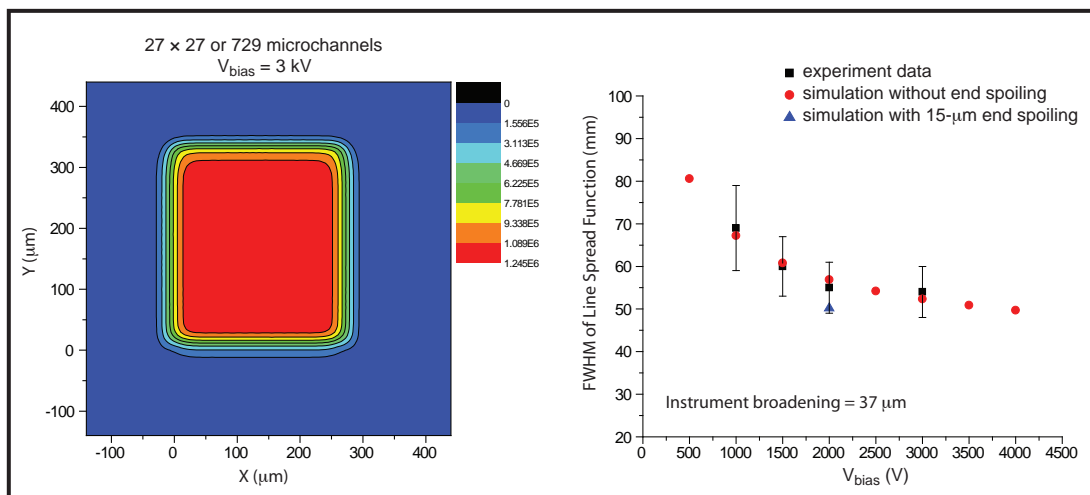 27 × 27 or 729 microchannels
V_bias = 3 kV
400
300
200
100
0
-100
Y (μm)
-100
0
100
200
300
400
X (μm)
0
1.556E5
3.113E5
4.669E5
6.225E5
7.781E5
9.338E5
1.089E6
1.245E6
experiment data
simulation without end spoiling
simulation with 15-μm end spoiling
100
90
80
70
60
50
40
30
20
FWHM of Line Spread Function (mm)
Instrument broadening = 37 μm
0
500
1000
1500
2000
2500
3000
3500
4000
4500
V_bias (V)